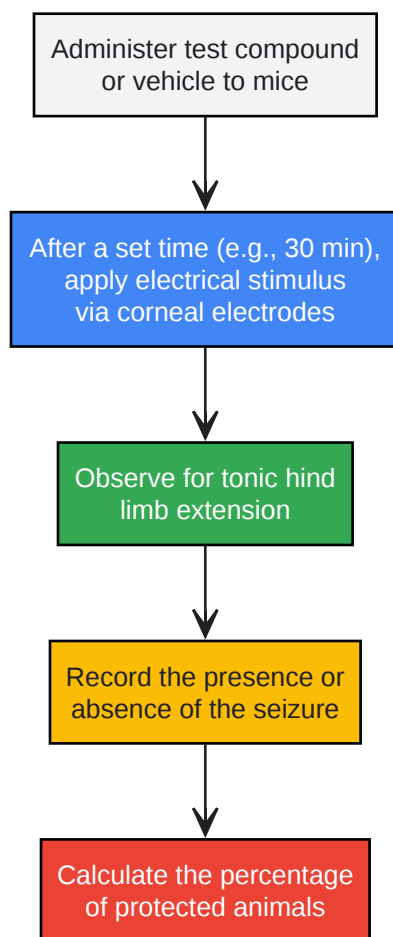 Administer test compound
or vehicle to mice
After a set time (e.g., 30 min),
apply electrical stimulus
via corneal electrodes
Observe for tonic hind
limb extension
Record the presence or
absence of the seizure
Calculate the percentage
of protected animals